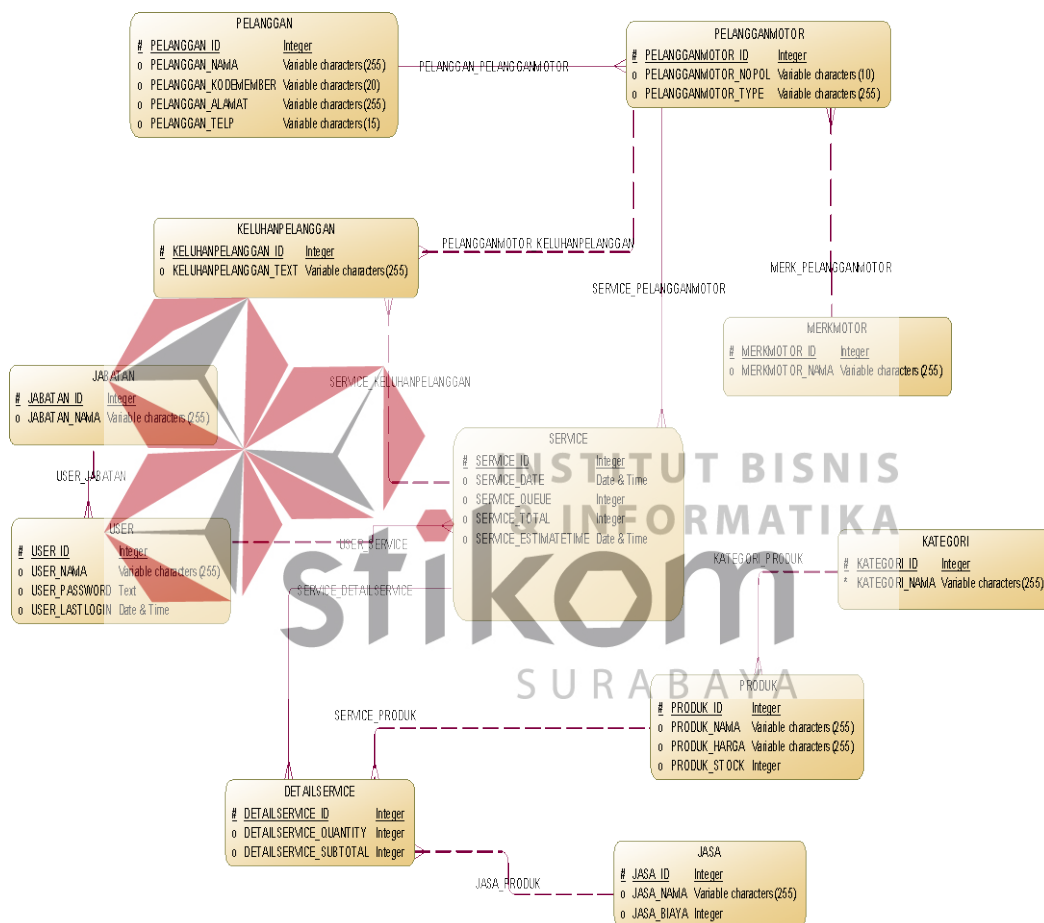 PELANGGAN
# PELANGGAN_ID Integer
o PELANGGAN_NAMA Variable characters (255)
o PELANGGAN_KODEMEMBER Variable characters (20)
o PELANGGAN_ALAMAT Variable characters (255)
o PELANGGAN_TELP Variable characters (15)
PELANGGAN_PELANGGANMOTOR
PELANGGANMOTOR
# PELANGGANMOTOR_ID Integer
o PELANGGANMOTOR_NOPOL Variable characters (10)
o PELANGGANMOTOR_TYPE Variable characters (255)
KELUHANPELANGGAN
# KELUHANPELANGGAN_ID Integer
o KELUHANPELANGGAN_TEXT Variable characters (255)
PELANGGANMOTOR_KELUHANPELANGGAN
MERK_PELANGGANMOTOR
SERVICE_PELANGGANMOTOR
MERKMOTOR
# MERKMOTOR_ID Integer
o MERKMOTOR_NAMA Variable characters (255)
JABATAN
# JABATAN_ID Integer
o JABATAN_NAMA Variable characters (255)
SERVICE_KELUHANPELANGGAN
USER_JABATAN
SERVICE
# SERVICE_ID Integer
o SERVICE_DATE Date & Time
o SERVICE_QUEUE Integer
o SERVICE_TOTAL Integer
o SERVICE_ESTIMATETIME Date & Time
INSTITUT BISNIS
& INFORMATIKA
stikom
SURABAYA
USER
# USER_ID Integer
o USER_NAMA Variable characters (255)
o USER_PASSWORD Text
o USER_LASTLOGIN Date & Time
USER_SERVICE
SERVICE_DETAILSERVICE
KATEGORI_PRODUK
KATEGORI
# KATEGORI_ID Integer
* KATEGORI_NAMA Variable characters (255)
PRODUK
# PRODUK_ID Integer
o PRODUK_NAMA Variable characters (255)
o PRODUK_HARGA Variable characters (255)
o PRODUK_STOCK Integer
SERVICE_PRODUK
DETAILSERVICE
# DETAILSERVICE_ID Integer
o DETAILSERVICE_QUANTITY Integer
o DETAILSERVICE_SUBTOTAL Integer
JASA_PRODUK
JASA
# JASA_ID Integer
o JASA_NAMA Variable characters (255)
o JASA_BIAYA Integer